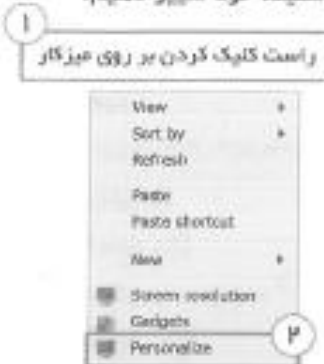 ۱
راست کلیک کردن بر روی میزکار
View
Sort by
Refresh
Paste
Paste shortcut
New
Screen resolution
Gadgets
Personalize
۲